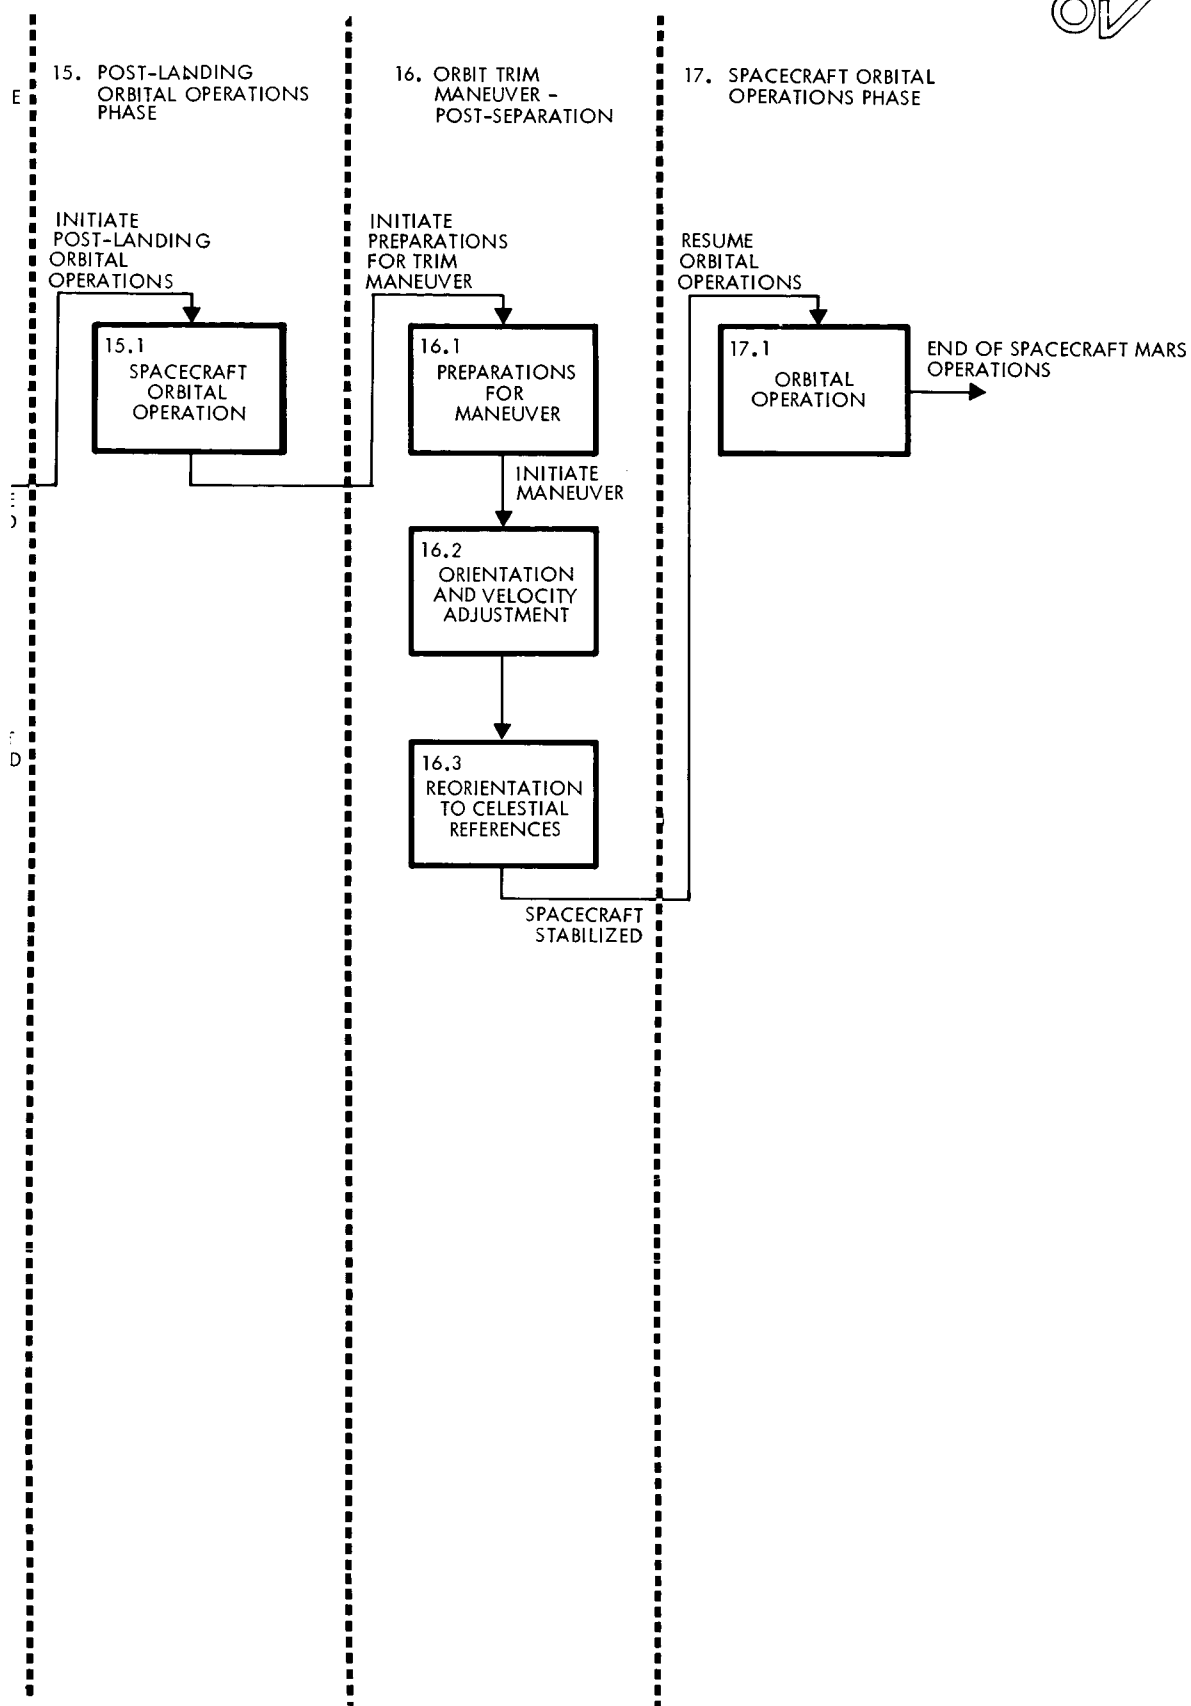 E
15. POST-LANDING
ORBITAL OPERATIONS
PHASE
INITIATE
POST-LANDING
ORBITAL
OPERATIONS
15.1
SPACECRAFT
ORBITAL
OPERATION
D
16. ORBIT TRIM
MANEUVER -
POST-SEPARATION
INITIATE
PREPARATIONS
FOR TRIM
MANEUVER
16.1
PREPARATIONS
FOR
MANEUVER
INITIATE
MANEUVER
16.2
ORIENTATION
AND VELOCITY
ADJUSTMENT
16.3
REORIENTATION
TO CELESTIAL
REFERENCES
SPACECRAFT
STABILIZED
17. SPACECRAFT ORBITAL
OPERATIONS PHASE
RESUME
ORBITAL
OPERATIONS
17.1
ORBITAL
OPERATION
END OF SPACECRAFT MARS
OPERATIONS